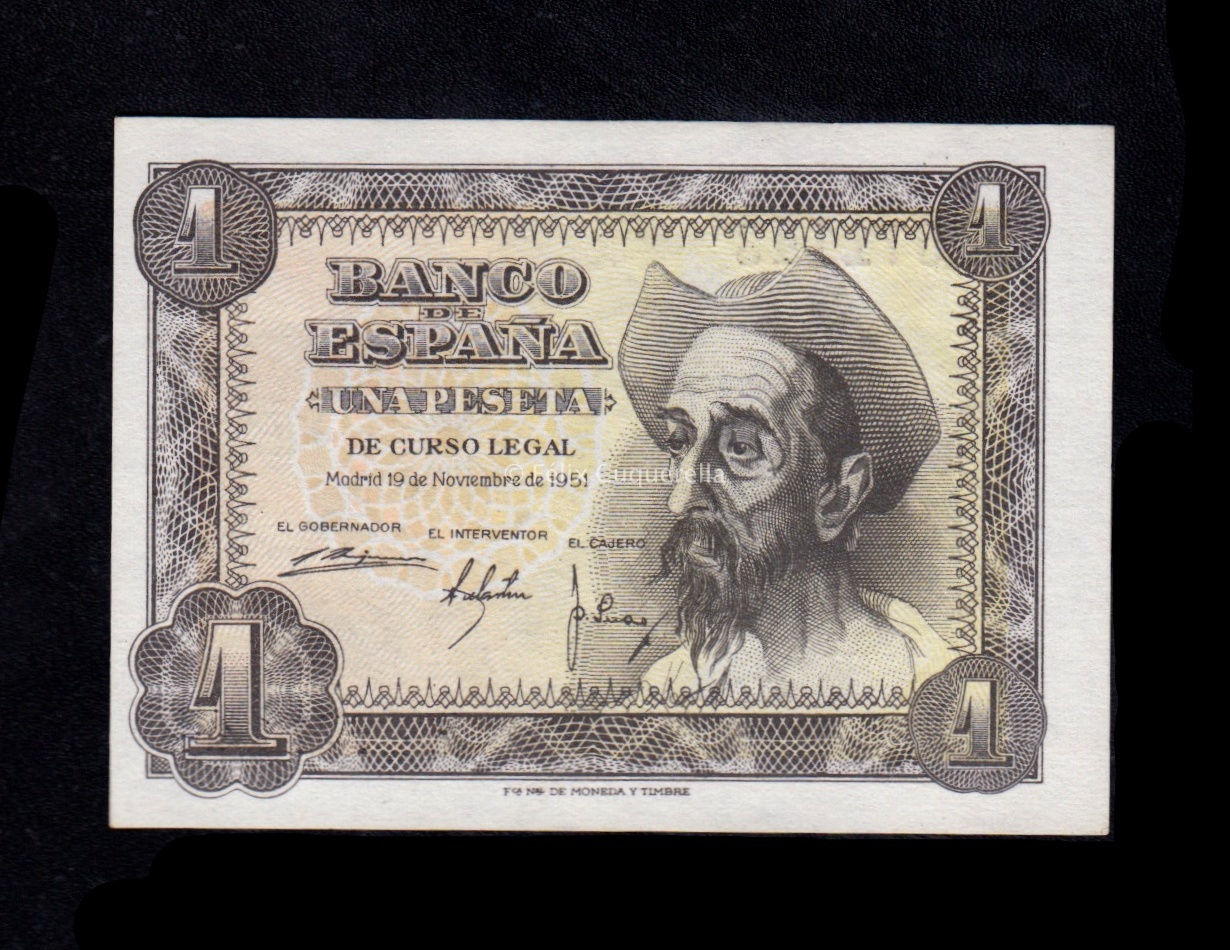 1
1
BANCO
DE
ESPAÑA
UNA PESETA
DE CURSO LEGAL
Madrid 19 de Noviembre de 1951
EL GOBERNADOR
EL INTERVENTOR
EL CAJERO
1
1
Fca Nal DE MONEDA Y TIMBRE